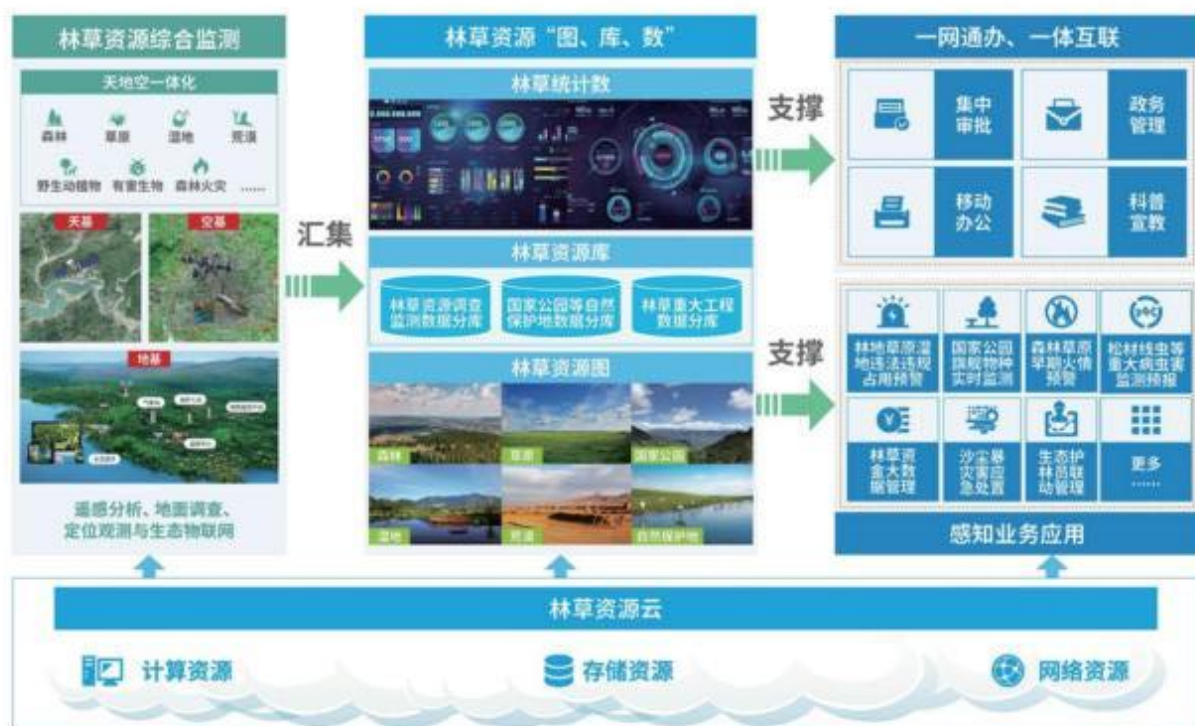 林草资源综合监测
天地空一体化
森林
草原
湿地
荒漠
野生动植物
有害生物
森林火灾
......
天基
空基
地基
遥感分析、地面调查、
定位观测与生态物联网
汇集
林草资源“图、库、数”
林草统计数
林草资源库
林草资源调查
监测数据分库
国家公园等自然
保护地数据分库
林草重大工程
数据分库
林草资源图
森林
草原
国家公园
湿地
荒漠
自然保护地
支撑
支撑
一网通办、一体互联
集中
审批
政务
管理
移动
办公
科普
宣教
林地草原湿
地违法违规
占用预警
国家公园
旗舰物种
实时监测
森林草原
早期火情
预警
松材线虫等
重大病虫害
监测预报
林草资
金大数
据管理
沙尘暴
灾害应
急处置
生态护
林员联
动管理
更多
......
感知业务应用
林草资源云
计算资源
存储资源
网络资源